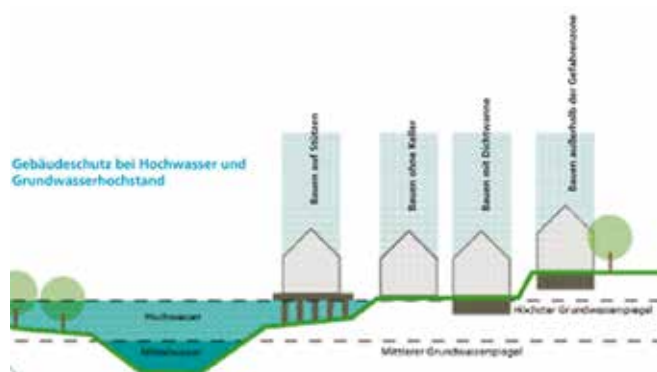 Gebäudeschutz bei Hochwasser und
Grundwasserhochstand
Bauen auf Stützen
Bauen ohne Keller
Bauen mit Dichtwanne
Bauen außerhalb der Gefahrenzone
Hochwasser
Höchster Grundwasserspiegel
Mittelwasser
Mittlerer Grundwasserspiegel